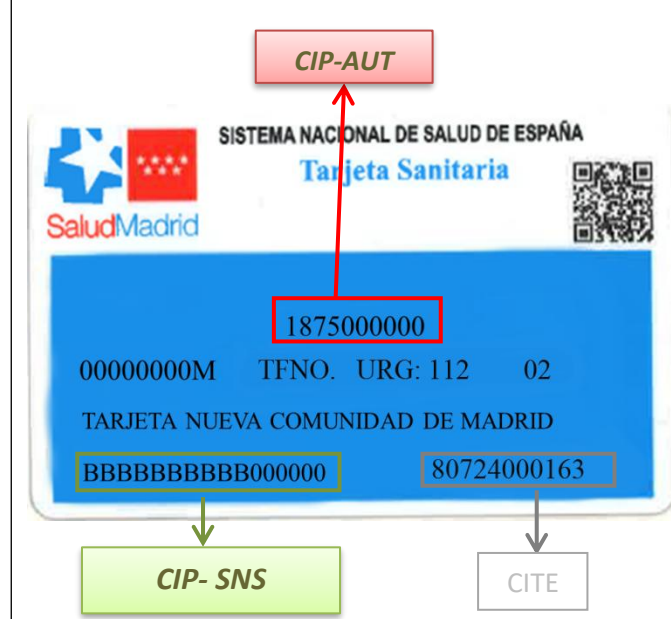 CIP-AUT
SISTEMA NACIONAL DE SALUD DE ESPAÑA
Tarjeta Sanitaria
SaludMadrid
1875000000
00000000M TFNO. URG: 112 02
TARJETA NUEVA COMUNIDAD DE MADRID
BBBBBBBBBB000000 80724000163
CIP- SNS CITE